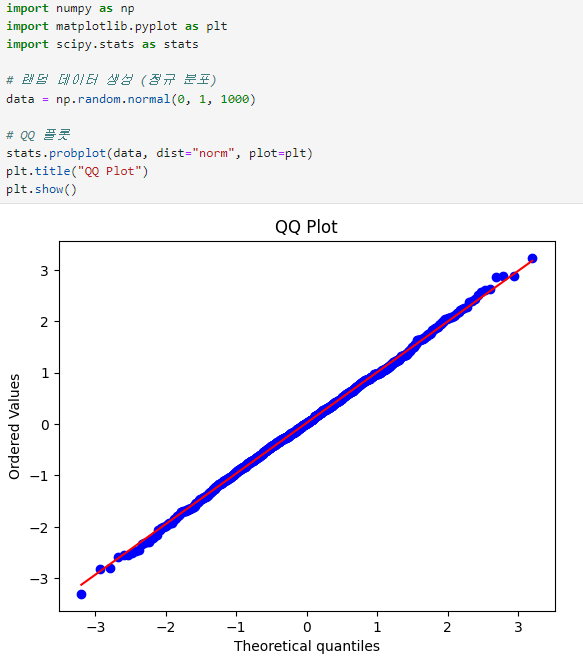 import numpy as np
import matplotlib.pyplot as plt
import scipy.stats as stats
# 랜덤 데이터 생성 (정규 분포)
data = np.random.normal(0, 1, 1000)
# QQ 플롯
stats.probplot(data, dist="norm", plot=plt)
plt.title("QQ Plot")
plt.show()
QQ Plot
3
2
1
0
−1
−2
−3
Ordered Values
−3 −2 −1 0 1 2 3
Theoretical quantiles